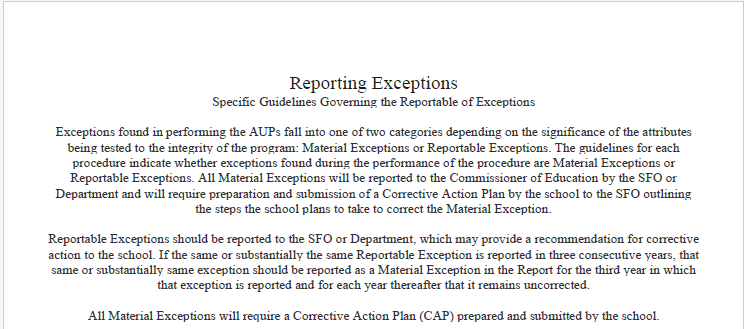 Reporting Exceptions
Specific Guidelines Governing the Reportable of Exceptions
Exceptions found in performing the AUPs fall into one of two categories depending on the significance of the attributes
being tested to the integrity of the program: Material Exceptions or Reportable Exceptions. The guidelines for each
procedure indicate whether exceptions found during the performance of the procedure are Material Exceptions or
Reportable Exceptions. All Material Exceptions will be reported to the Commissioner of Education by the SFO or
Department and will require preparation and submission of a Corrective Action Plan by the school to the SFO outlining
the steps the school plans to take to correct the Material Exception.
Reportable Exceptions should be reported to the SFO or Department, which may provide a recommendation for corrective
action to the school. If the same or substantially the same Reportable Exception is reported in three consecutive years, that
same or substantially same exception should be reported as a Material Exception in the Report for the third year in which
that exception is reported and for each year thereafter that it remains uncorrected.
All Material Exceptions will require a Corrective Action Plan (CAP) prepared and submitted by the school.